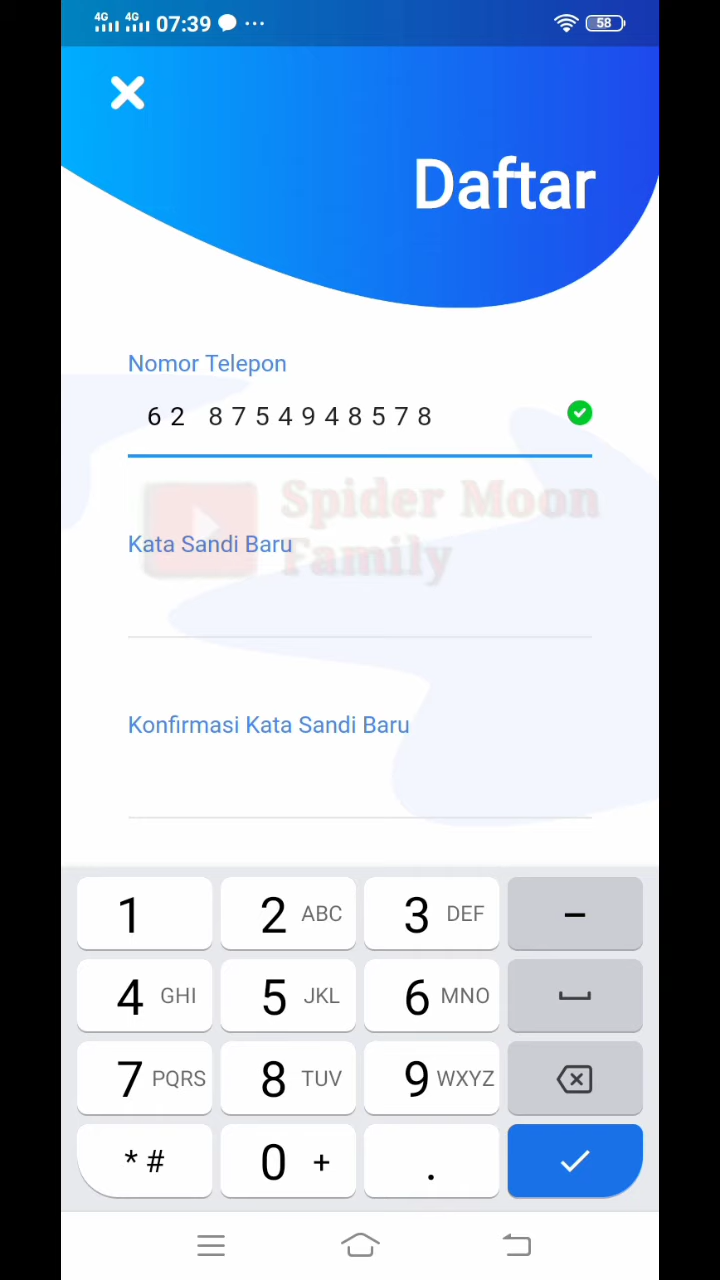 4G 4G 07:39 58
Daftar
Nomor Telepon
62 8754948578
Spider Moon
Family
Kata Sandi Baru
Konfirmasi Kata Sandi Baru
1 2 ABC 3 DEF -
4 GHI 5 JKL 6 MNO
7 PQRS 8 TUV 9 WXYZ
* # 0 + .